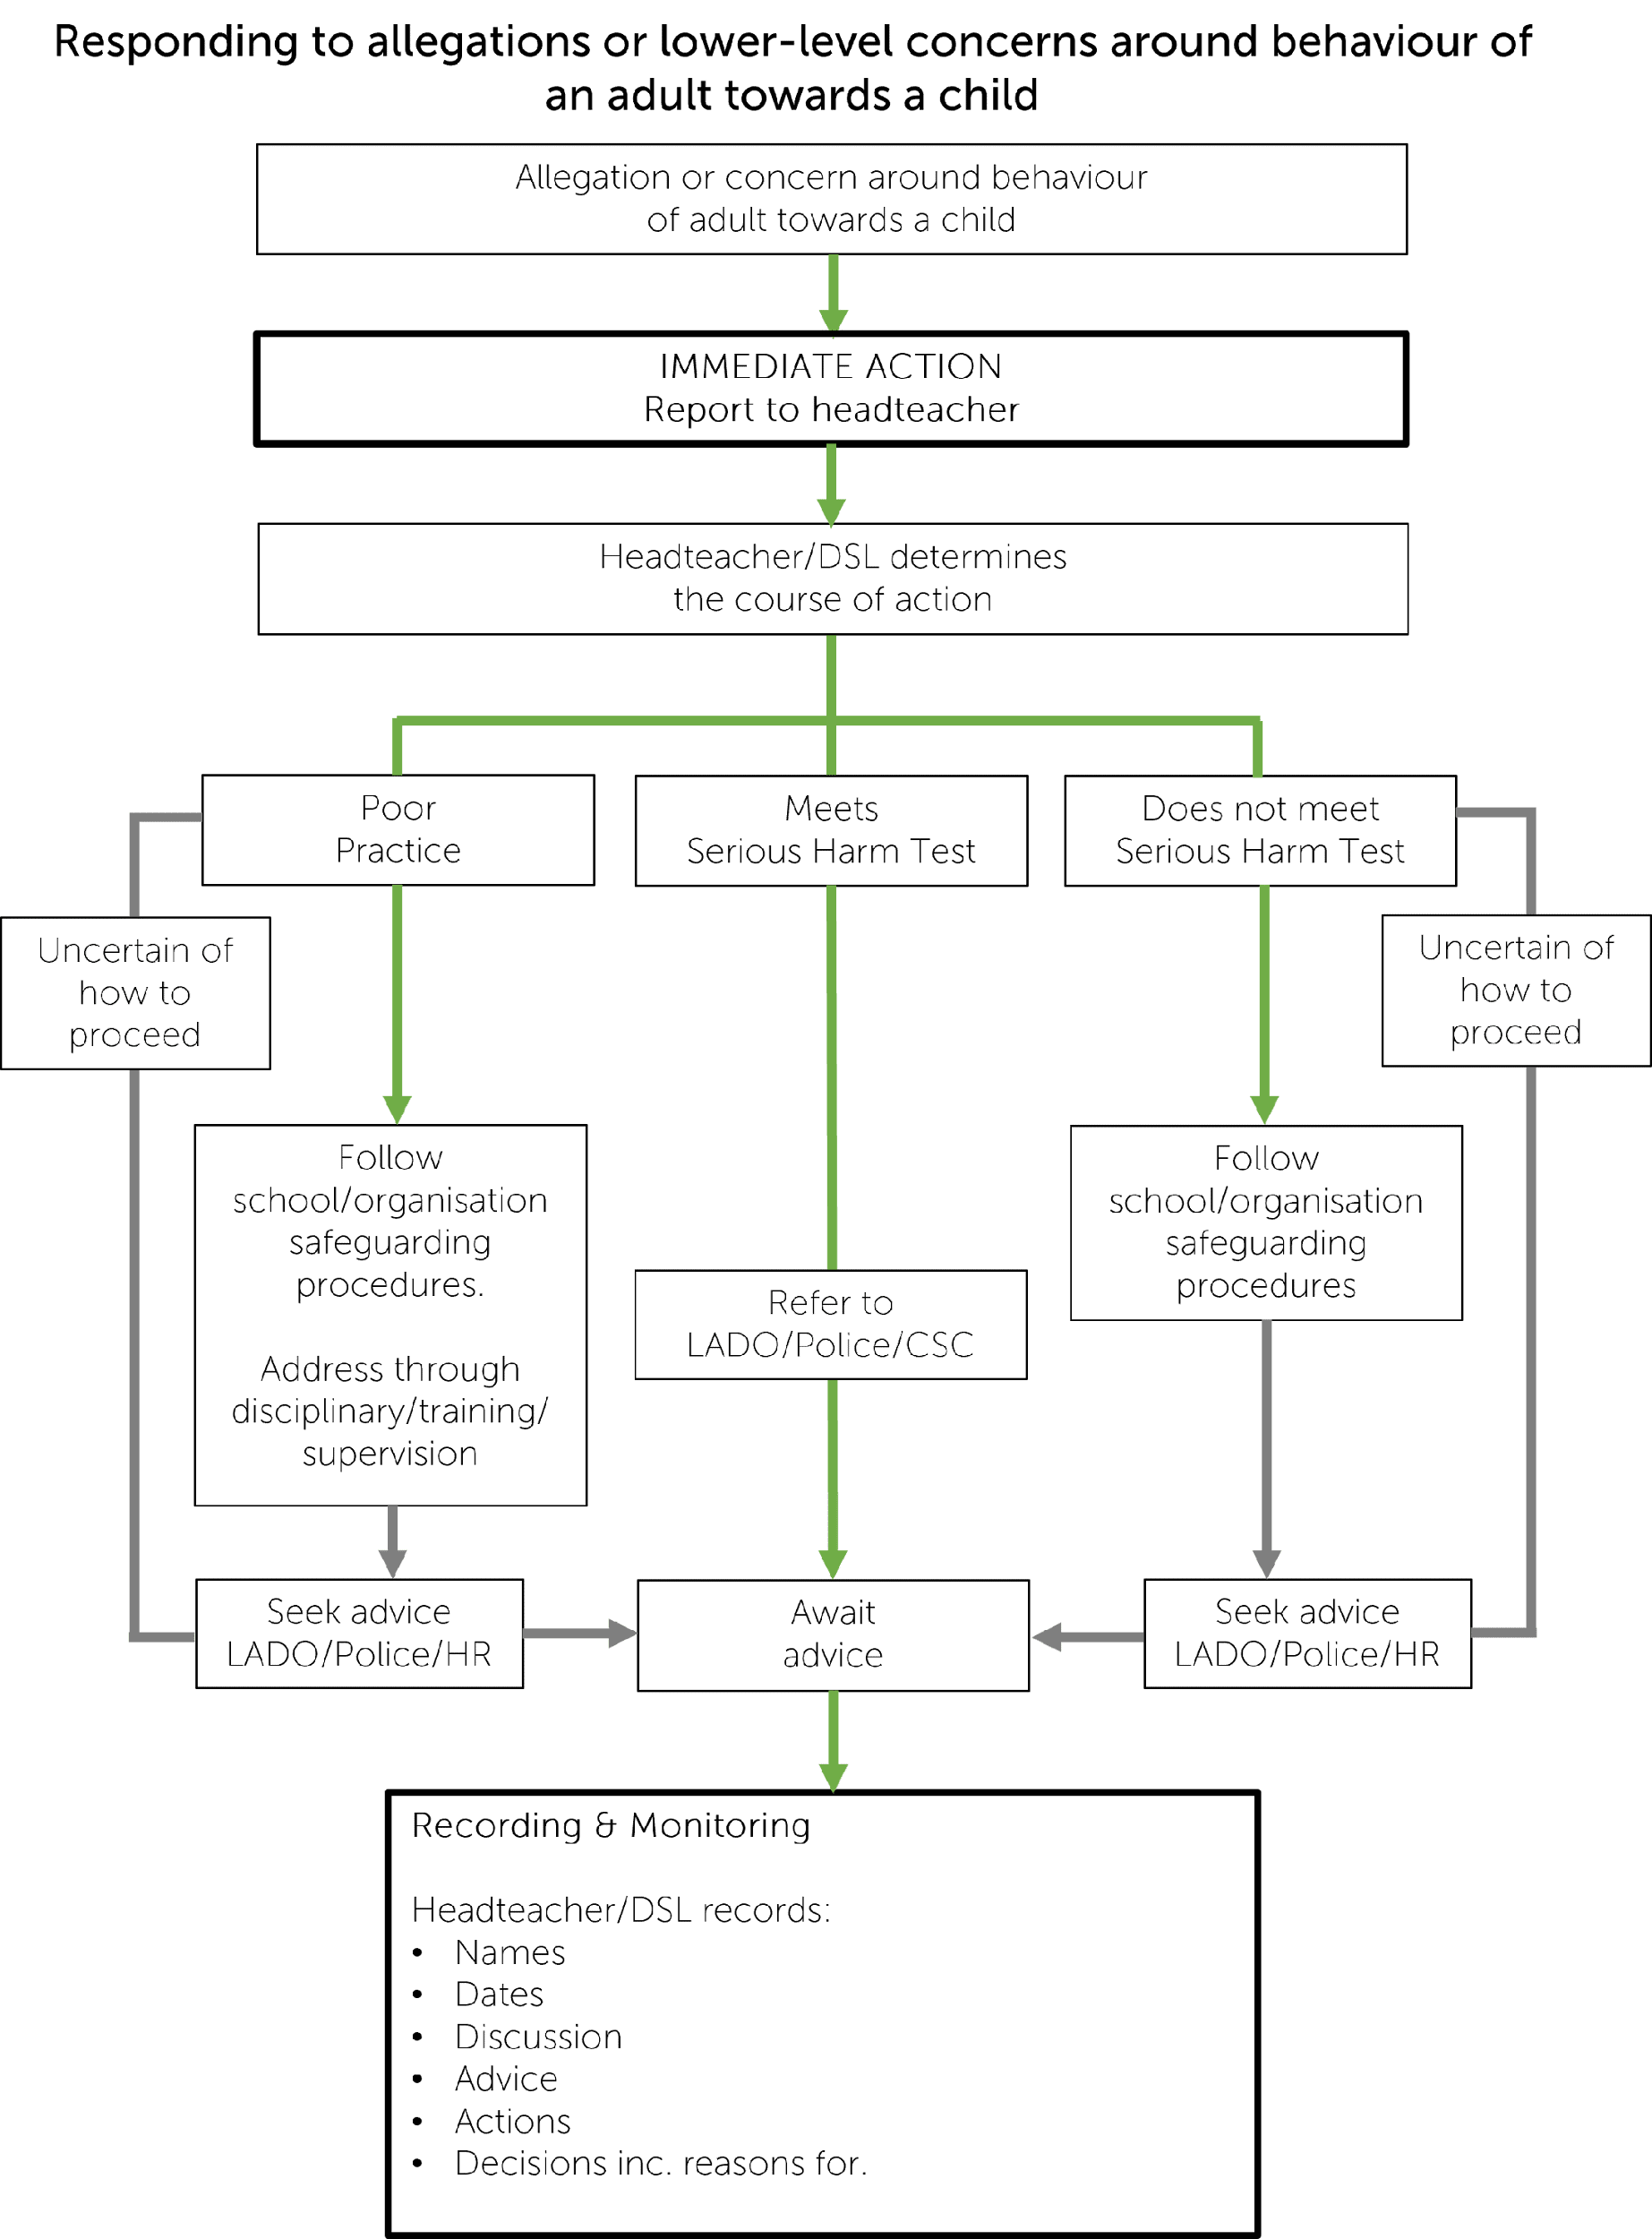 Responding to allegations or lower-level concerns around behaviour of
an adult towards a child
Allegation or concern around behaviour
of adult towards a child
IMMEDIATE ACTION
Report to headteacher
Headteacher/DSL determines
the course of action
Poor
Practice
Meets
Serious Harm Test
Does not meet
Serious Harm Test
Uncertain of
how to
proceed
Uncertain of
how to
proceed
Follow
school/organisation
safeguarding
procedures.
Address through
disciplinary/training/
supervision
Refer to
LADO/Police/CSC
Follow
school/organisation
safeguarding
procedures
Seek advice
LADO/Police/HR
Await
advice
Seek advice
LADO/Police/HR
Recording & Monitoring
Headteacher/DSL records:
• Names
• Dates
• Discussion
• Advice
• Actions
• Decisions inc. reasons for.